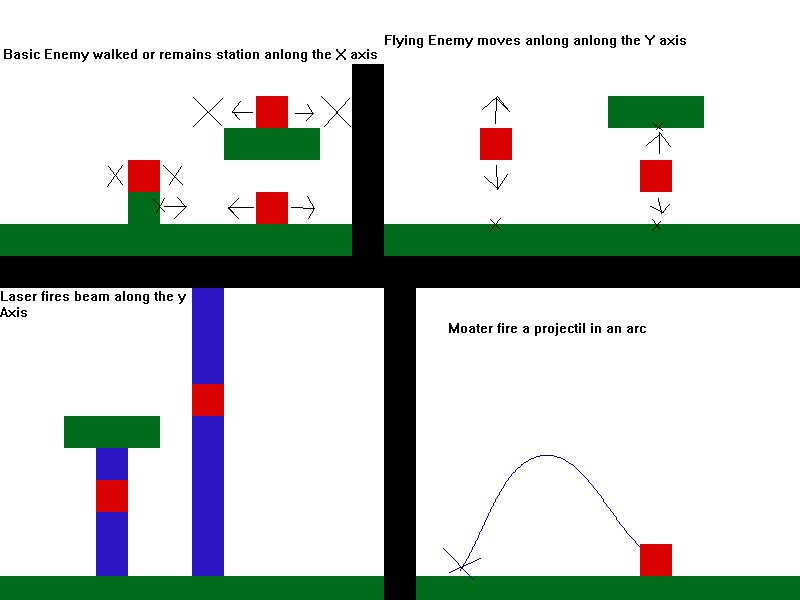 Basic Enemy walked or remains station anlong the X axis
Flying Enemy moves anlong anlong the Y axis
Laser fires beam along the y
Axis
Moater fire a projectil in an arc